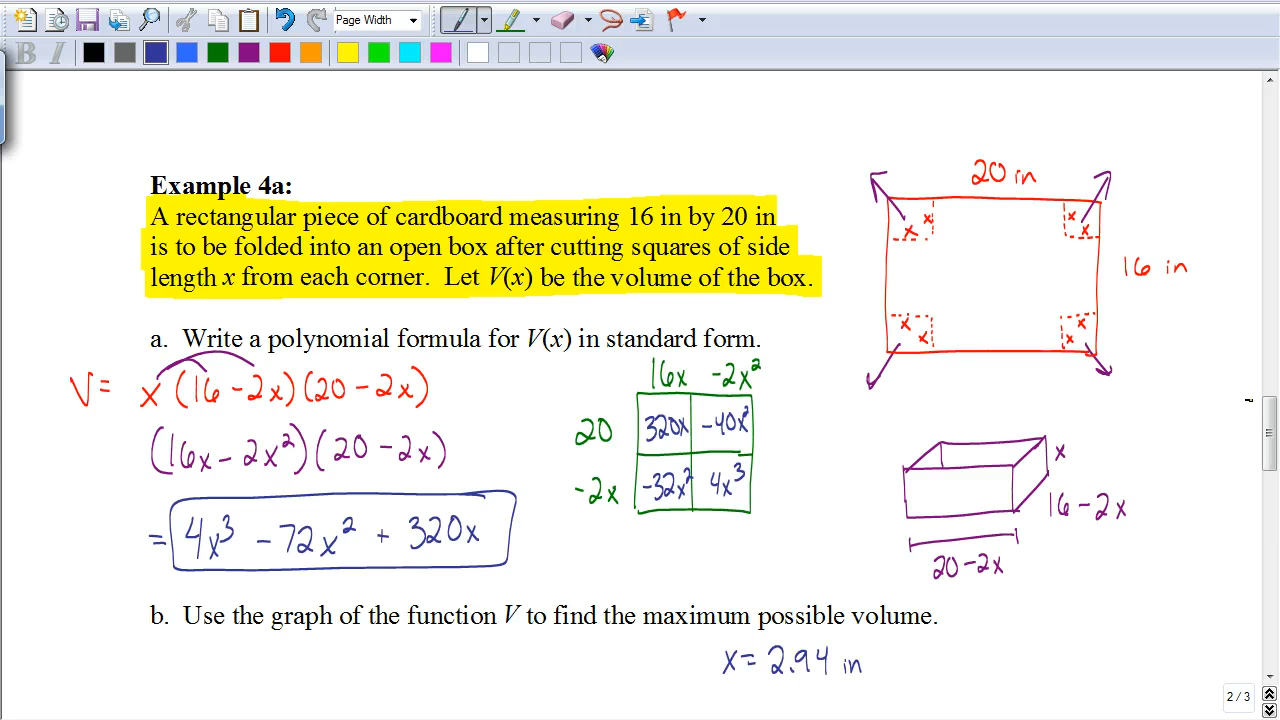 Page Width
B I
Example 4a:
A rectangular piece of cardboard measuring 16 in by 20 in
is to be folded into an open box after cutting squares of side
length x from each corner. Let V(x) be the volume of the box.
20 in
x x
x x
16 in
x x
x x
a. Write a polynomial formula for V(x) in standard form.
V = x (16 - 2x)(20 - 2x)
(16x - 2x²)(20 - 2x)
= 4x³ - 72x² + 320x
16x -2x²
20 320x -40x²
-2x -32x² 4x³
x
16 - 2x
20 - 2x
b. Use the graph of the function V to find the maximum possible volume.
x = 2.94 in
2 / 3